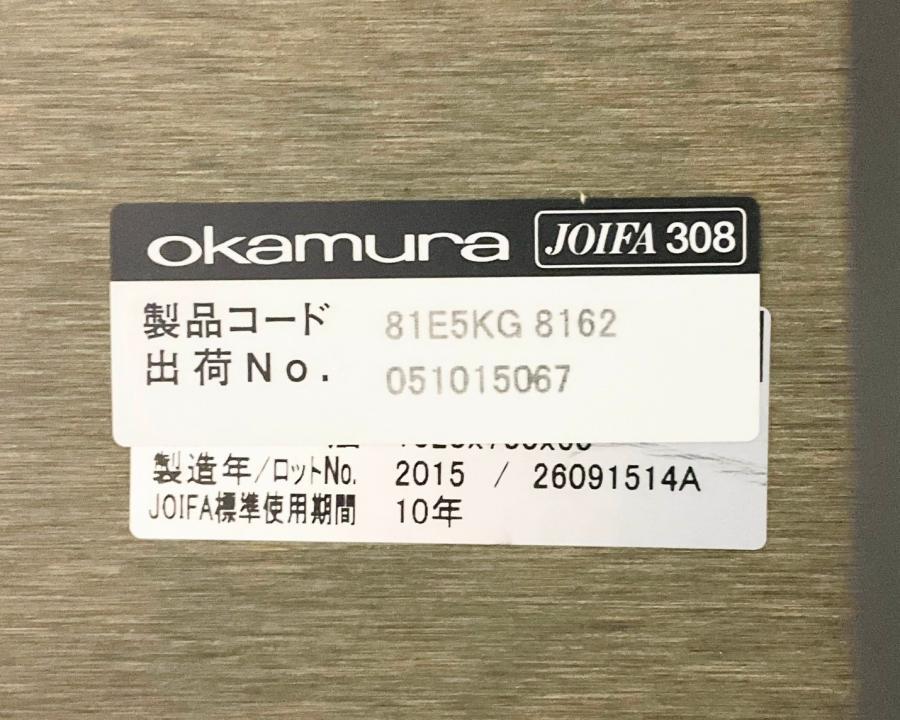 okamura JOIFA 308
製品コード 81E5KG 8162
出荷No. 051015067
製造年/ロットNo. 2015 / 26091514A
JOIFA標準使用期間 10年